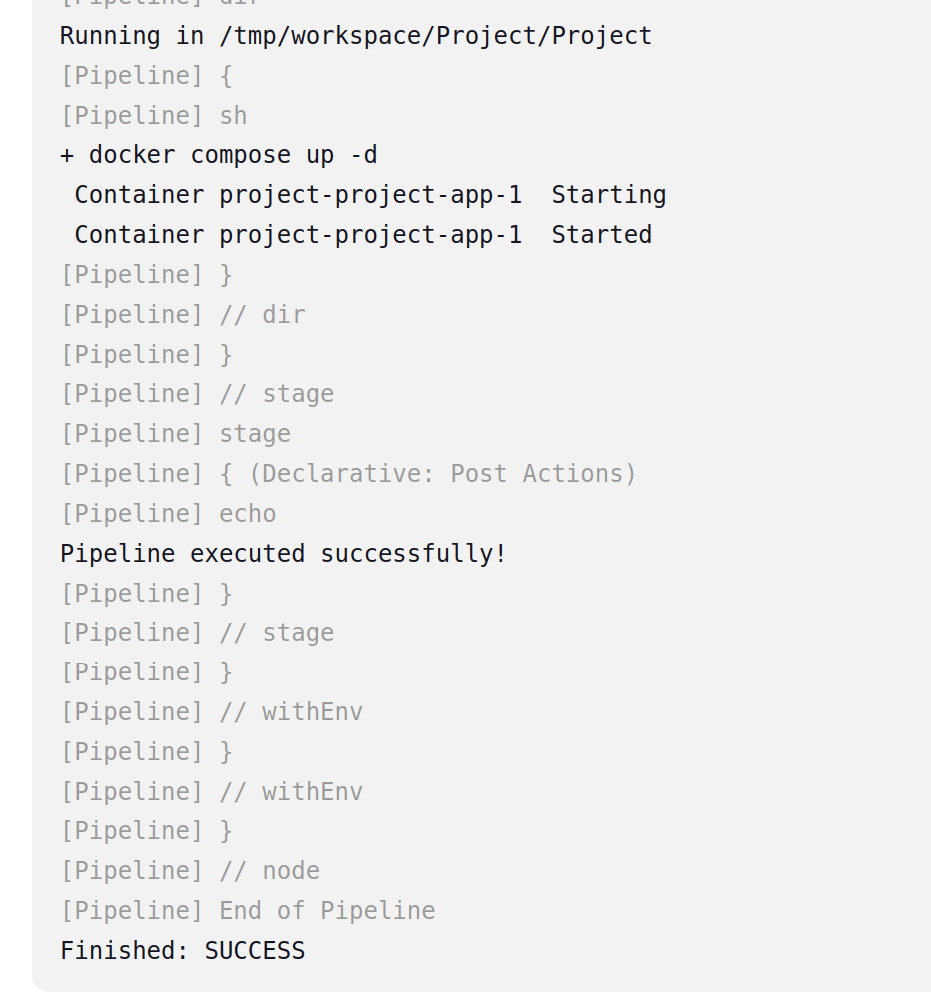 [Pipeline] dir
Running in /tmp/workspace/Project/Project
[Pipeline] {
[Pipeline] sh
+ docker compose up -d
 Container project-project-app-1  Starting
 Container project-project-app-1  Started
[Pipeline] }
[Pipeline] // dir
[Pipeline] }
[Pipeline] // stage
[Pipeline] stage
[Pipeline] { (Declarative: Post Actions)
[Pipeline] echo
Pipeline executed successfully!
[Pipeline] }
[Pipeline] // stage
[Pipeline] }
[Pipeline] // withEnv
[Pipeline] }
[Pipeline] // withEnv
[Pipeline] }
[Pipeline] // node
[Pipeline] End of Pipeline
Finished: SUCCESS